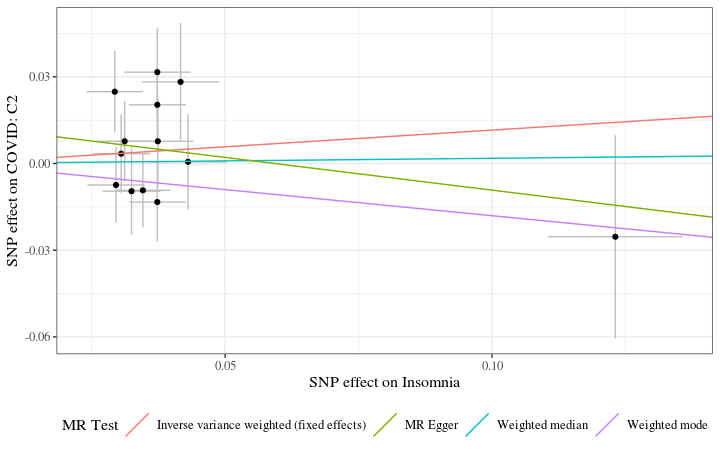 SNP effect on COVID: C2
0.03
0.00
-0.03
-0.06
0.05 0.10
SNP effect on Insomnia
MR Test Inverse variance weighted (fixed effects) MR Egger Weighted median Weighted mode